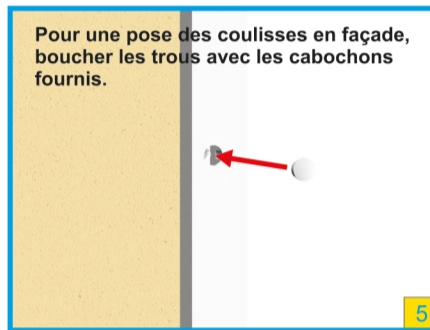 Pour une pose des coulisses en façade,
boucher les trous avec les cabochons
fournis.
5